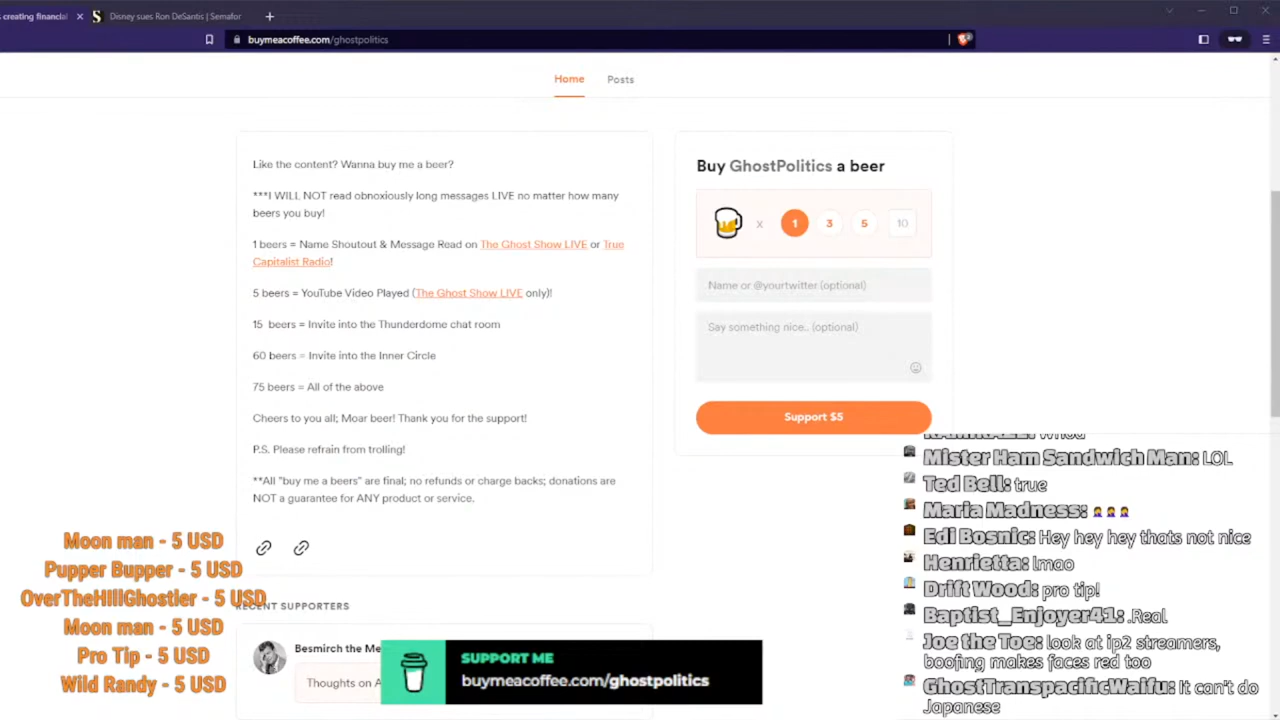 creating financial
Disney sues Ron DeSantis | Semafor
buymeacoffee.com/ghostpolitics
Home
Posts
Like the content? Wanna buy me a beer?
***I WILL NOT read obnoxiously long messages LIVE no matter how many
beers you buy!
1 beers = Name Shoutout & Message Read on The Ghost Show LIVE or True
Capitalist Radio!
5 beers = YouTube Video Played (The Ghost Show LIVE only)!
15 beers = Invite into the Thunderdome chat room
60 beers = Invite into the Inner Circle
75 beers = All of the above
Cheers to you all; Moar beer! Thank you for the support!
P.S. Please refrain from trolling!
**All "buy me a beers" are final; no refunds or charge backs; donations are
NOT a guarantee for ANY product or service.
Buy GhostPolitics a beer
x 1 3 5 10
Name or @yourtwitter (optional)
Say something nice.. (optional)
Support $5
Moon man - 5 USD
Pupper Bupper - 5 USD
OverTheHillGhostier - 5 USD
Moon man - 5 USD
Pro Tip - 5 USD
Wild Randy - 5 USD
RECENT SUPPORTERS
Besmirch the Me
Thoughts on A
SUPPORT ME
buymeacoffee.com/ghostpolitics
Mister Ham Sandwich Man: LOL
Ted Bell: true
Maria Madness: 🤦‍♀️🤦‍♀️🤦‍♀️
Edi Bosnic: Hey hey hey thats not nice
Henrietta: lmao
Drift Wood: pro tip!
Baptist_Enjoyer41: .Real
Joe the Toe: look at ip2 streamers,
boofing makes faces red too
GhostTranspacificWaifu: It can't do
Japanese